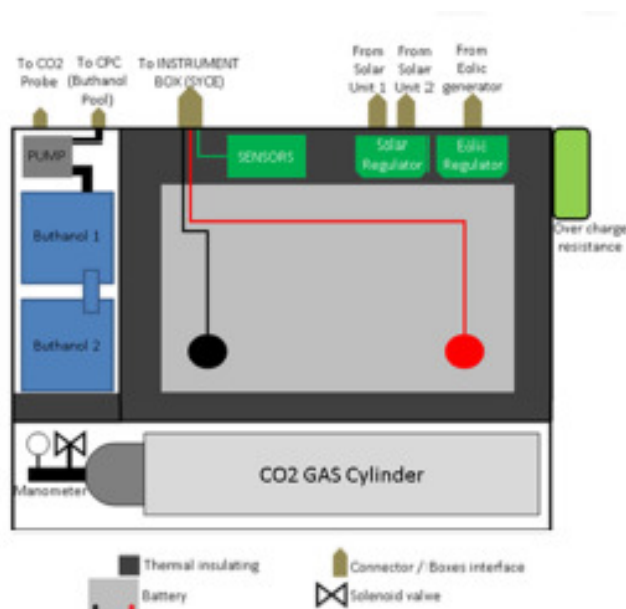 To CO2
Probe
To CPC
(Buthanol
Pool)
To INSTRUMENT
BOX (SYCE)
From
Solar
Unit 1
From
Solar
Unit 2
From
Eolic
generator
PUMP
SENSORS
Solar
Regulator
Eolic
Regulator
Over charge
resistance
Buthanol 1
Buthanol 2
Manometer
CO2 GAS Cylinder
Thermal insulating
Connector / Boxes interface
Battery
Solenoid valve